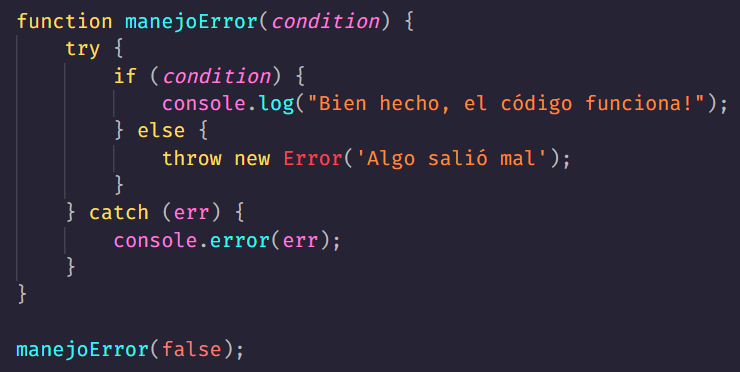 function manejoError(condition) {
    try {
        if (condition) {
            console.log("Bien hecho, el código funciona!");
        } else {
            throw new Error('Algo salió mal');
        }
    } catch (err) {
        console.error(err);
    }
}

manejoError(false);